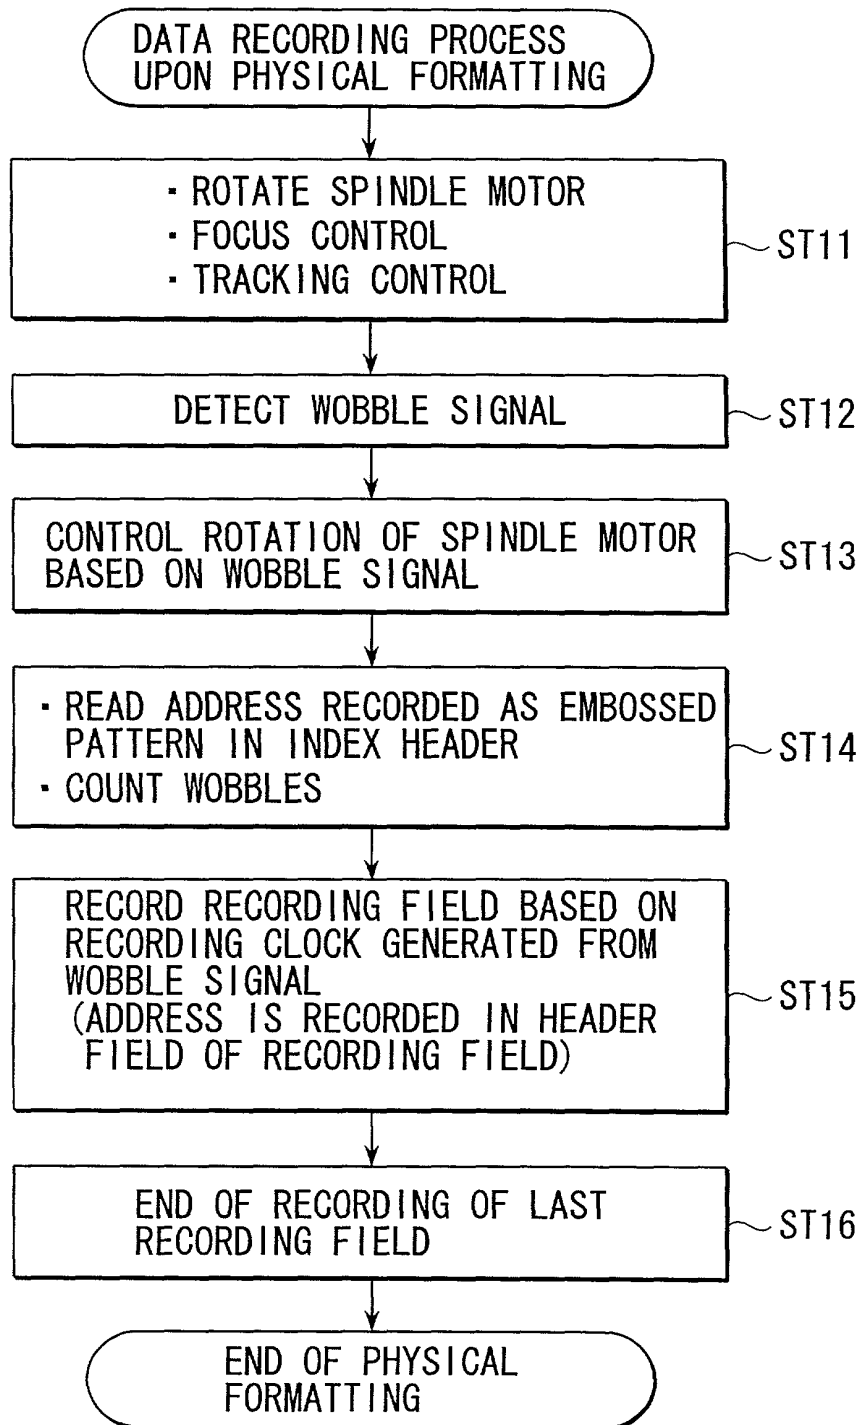 DATA RECORDING PROCESS
UPON PHYSICAL FORMATTING
· ROTATE SPINDLE MOTOR
· FOCUS CONTROL
· TRACKING CONTROL
ST11
DETECT WOBBLE SIGNAL
ST12
CONTROL ROTATION OF SPINDLE MOTOR
BASED ON WOBBLE SIGNAL
ST13
· READ ADDRESS RECORDED AS EMBOSSED
PATTERN IN INDEX HEADER
· COUNT WOBBLES
ST14
RECORD RECORDING FIELD BASED ON
RECORDING CLOCK GENERATED FROM
WOBBLE SIGNAL
(ADDRESS IS RECORDED IN HEADER
FIELD OF RECORDING FIELD)
ST15
END OF RECORDING OF LAST
RECORDING FIELD
ST16
END OF PHYSICAL
FORMATTING